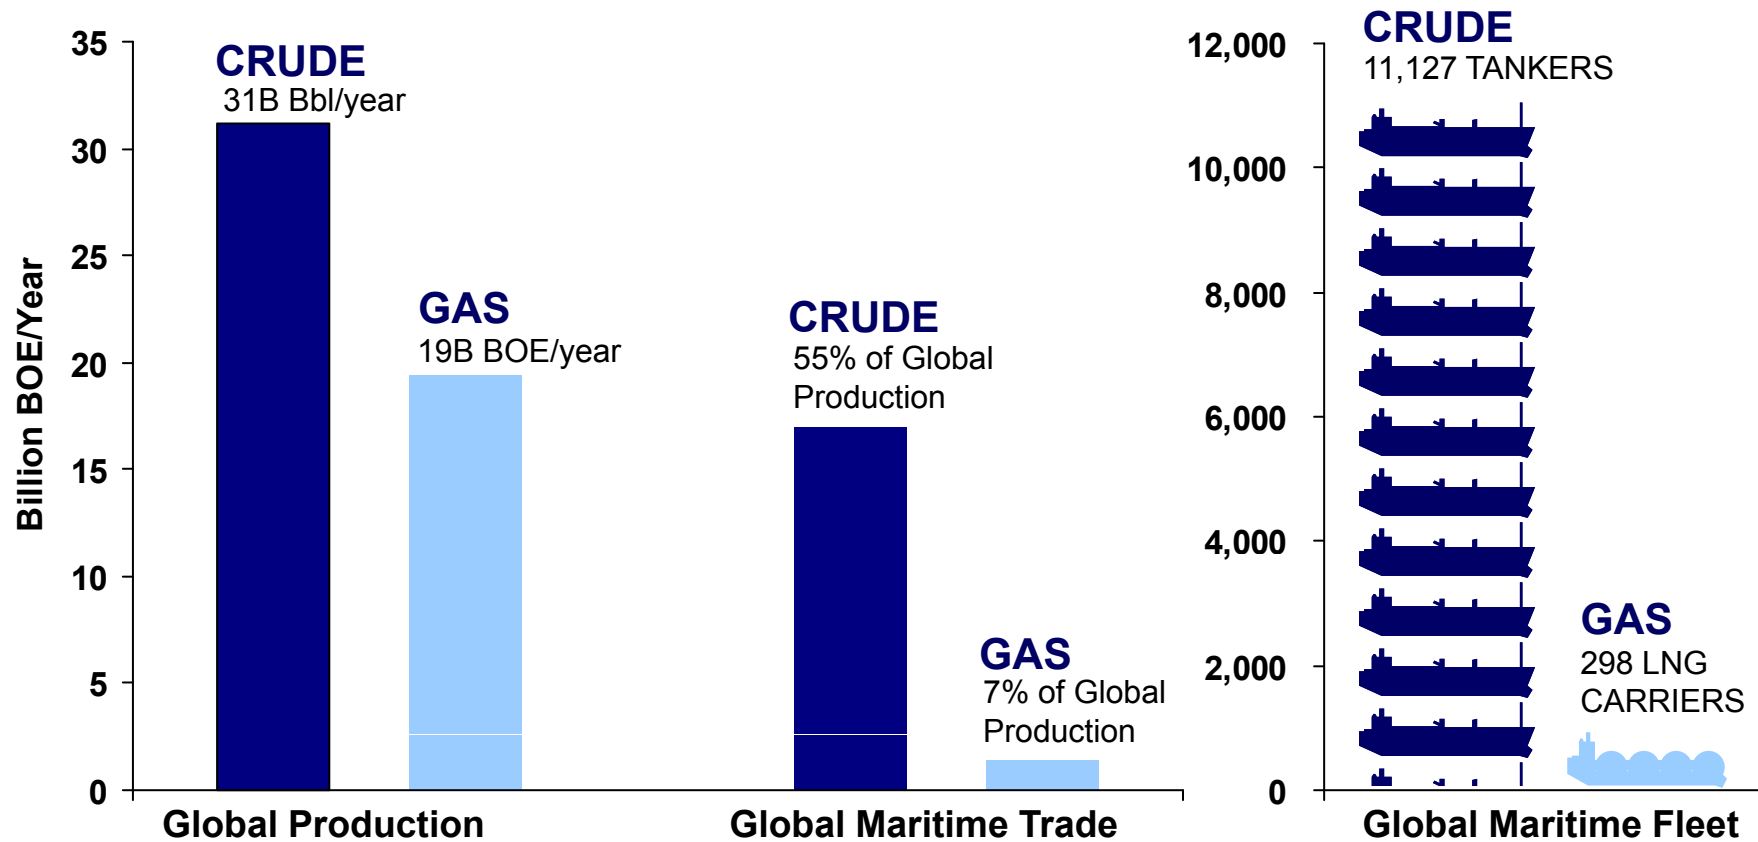 Billion BOE/Year
35
30
25
20
15
10
5
0
CRUDE
31B Bbl/year
GAS
19B BOE/year
CRUDE
55% of Global
Production
GAS
7% of Global
Production
Global Production
Global Maritime Trade
12,000
10,000
8,000
6,000
4,000
2,000
0
CRUDE
11,127 TANKERS
GAS
298 LNG
CARRIERS
Global Maritime Fleet